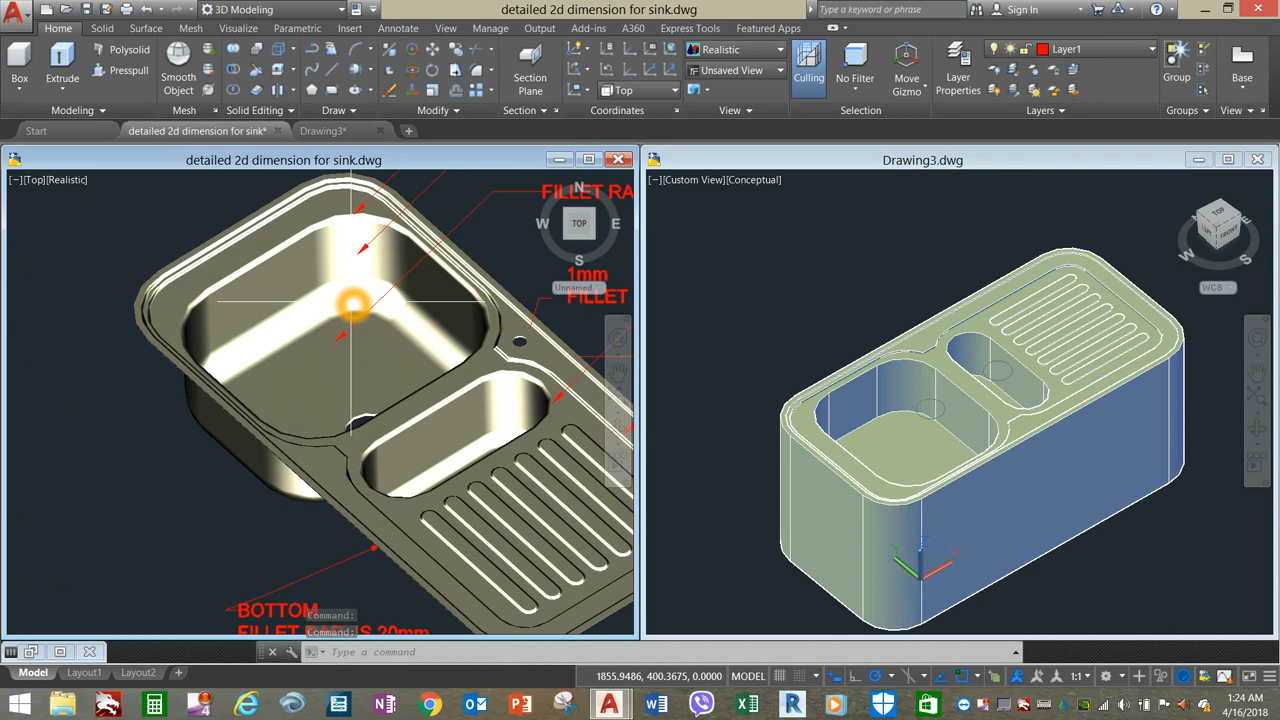 3D Modeling
detailed 2d dimension for sink.dwg
Type a keyword or phrase
Sign In
Home Solid Surface Mesh Visualize Parametric Insert Annotate View Manage Output Add-ins A360 Express Tools Featured Apps
Box
Extrude
Polysolid
Presspull
Smooth
Object
Section
Plane
Realistic
Unsaved View
Top
Culling
No Filter
Move
Gizmo
Layer
Properties
Layer1
Group
Base
Modeling Mesh Solid Editing Draw Modify Section Coordinates View Selection Layers Groups View
Start
detailed 2d dimension for sink*
Drawing3*
detailed 2d dimension for sink.dwg
Drawing3.dwg
[−][Top][Realistic]
[−][Custom View][Conceptual]
FILLET RA
N
W TOP E
S
Unnamed
1mm
FILLET
BOTTOM
FILLET RADIUS 20mm
Command:
Command:
TOP
LEFT
FRONT
E
W
S
WCS
Z
Y
X
Type a command
Model Layout1 Layout2
1855.9486, 400.3675, 0.0000 MODEL
1:1
1:24 AM
4/16/2018